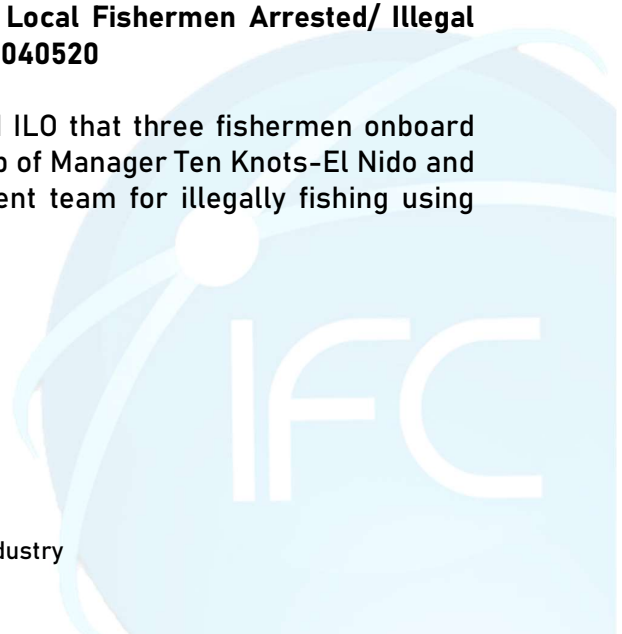 Local Fishermen Arrested/ Illegal
040520
ILO that three fishermen onboard
of Manager Ten Knots-El Nido and
ent team for illegally fishing using
IFC
dustry